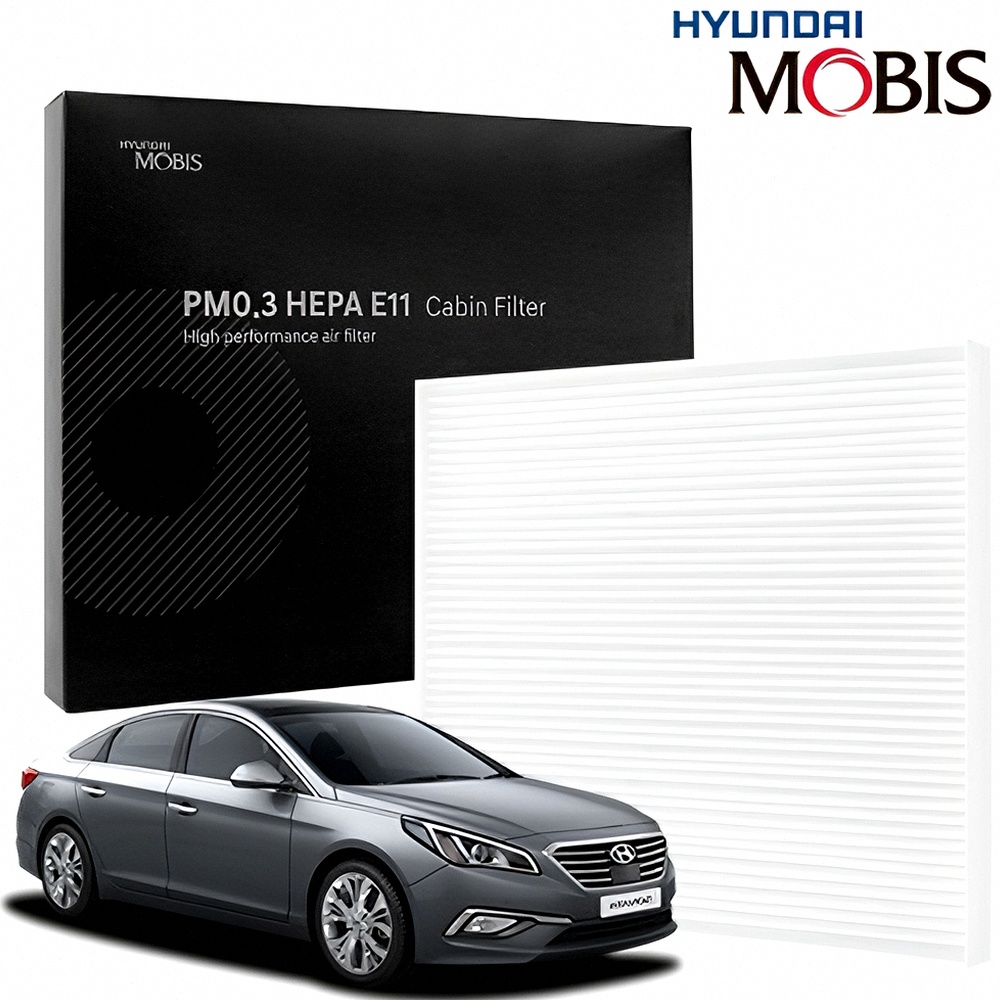 HYUNDAI
MOBIS
HYUNDAI
MOBIS
PM0.3 HEPA E11 Cabin Filter
High performance air filter